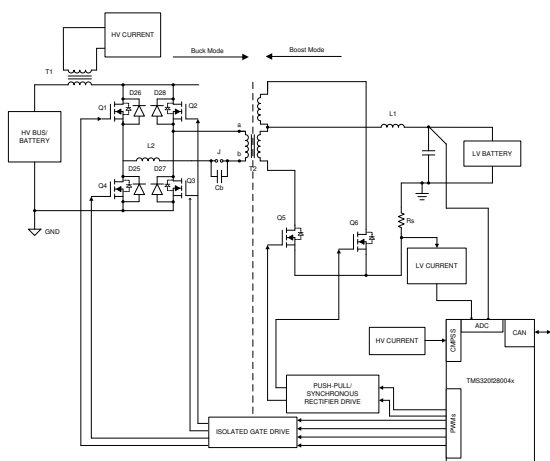 HV CURRENT
Buck Mode
Boost Mode
T1
D26
D28
Q1
Q2
HV BUS/
BATTERY
L2
a
J
b
Cb
T2
L1
LV BATTERY
D25
D27
Q4
Q3
GND
Q5
Q6
Rs
LV CURRENT
HV CURRENT
CMPSS
ADC
CAN
TMS320f28004x
PUSH-PULL/
SYNCHRONOUS
RECTIFIER DRIVE
PWMs
ISOLATED GATE DRIVE